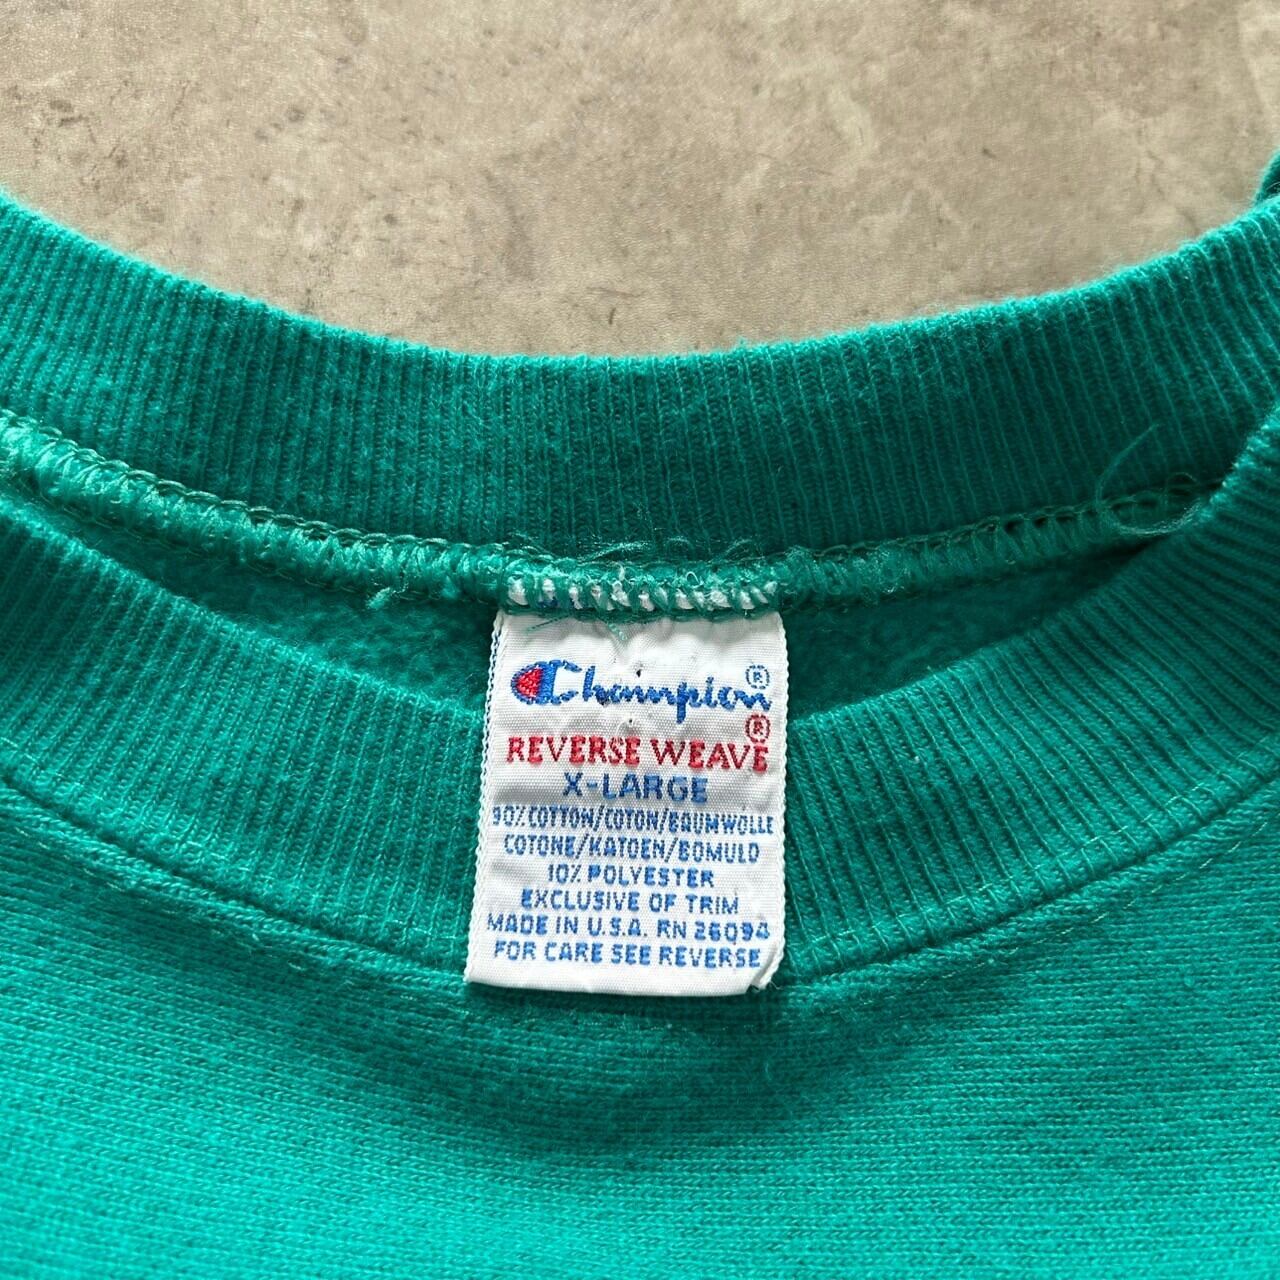 Champion®
REVERSE WEAVE®
X-LARGE
90% COTTON/COTON/BAUMWOLLE
COTONE/KATOEN/BOMULD
10% POLYESTER
EXCLUSIVE OF TRIM
MADE IN U.S.A. RN 26094
FOR CARE SEE REVERSE